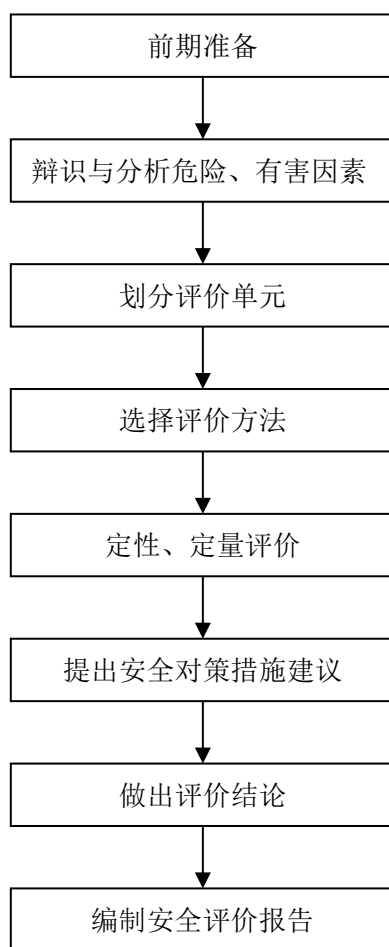 前期准备
辩识与分析危险、有害因素
划分评价单元
选择评价方法
定性、定量评价
提出安全对策措施建议
做出评价结论
编制安全评价报告